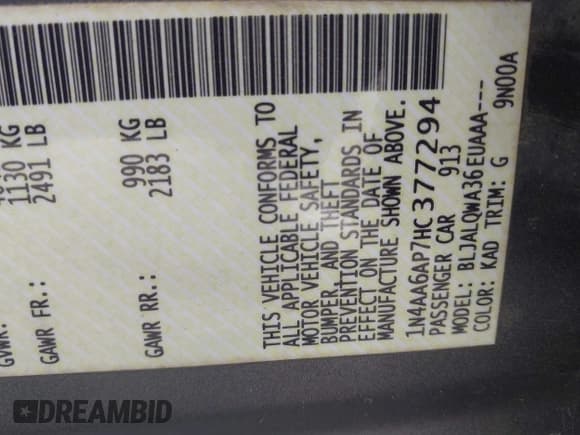 GVWR:
GAWR FR.: 1130 KG
2491 LB
GAWR RR.: 990 KG
2183 LB
THIS VEHICLE CONFORMS TO
ALL APPLICABLE FEDERAL
MOTOR VEHICLE SAFETY,
BUMPER, AND THEFT
PREVENTION STANDARDS IN
EFFECT ON THE DATE OF
MANUFACTURE SHOWN ABOVE.
1N4AA6AP7HC377294
PASSENGER CAR 913
MODEL: BLJALQWA36EUAAA---
COLOR: KAD TRIM: G 9N00A
DREAMBID